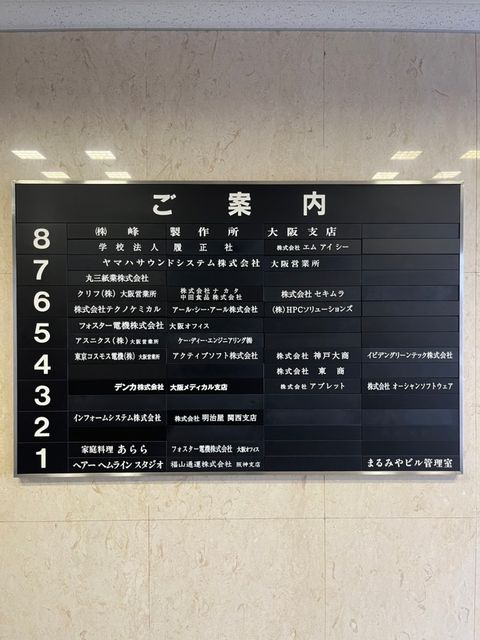 ご案内
8
㈱ 峰 製作所 大阪支店
学校法人 履正社 株式会社 エム アイ シー
7
ヤマハサウンドシステム株式会社 大阪営業所
丸三紙業株式会社
6
クリフ(株) 大阪営業所 株式会社 ナカタ 中田食品 株式会社 株式会社 セキムラ
株式会社テクノケミカル アール・シー・アール株式会社 (株)HPCソリューションズ
5
フォスター電機株式会社 大阪オフィス
アスニクス(株)大阪営業所 ケー・ディー・エンジニアリング㈱
4
東京コスモス電機(株) 大阪営業所 アクティブソフト株式会社 株式会社 神戸大商 イビデングリーンテック株式会社
株式会社 東商
3
デンカ株式会社 大阪メディカル支店 株式会社 アプレット 株式会社 オーシャンソフトウェア
2
インフォームシステム株式会社 株式会社 明治屋 関西支店
1
家庭料理 あらら フォスター電機株式会社 大阪オフィス
ヘアー ヘムライン スタジオ 福山通運株式会社 阪神支店 まるみやビル管理室